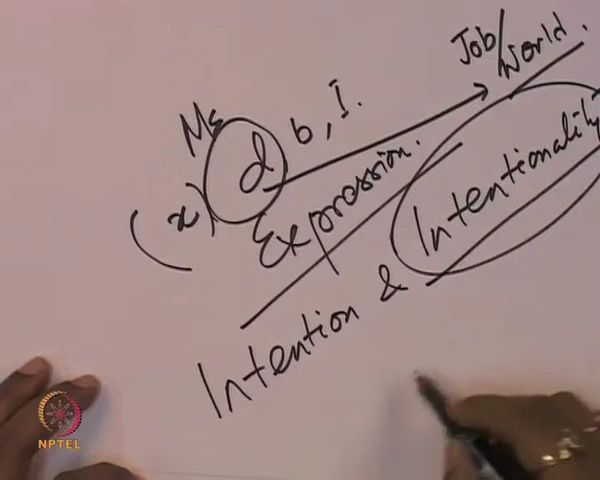 Job/
World.
Ms
(x) d b, I.
Expression.
Intention & Intentionality
NPTEL